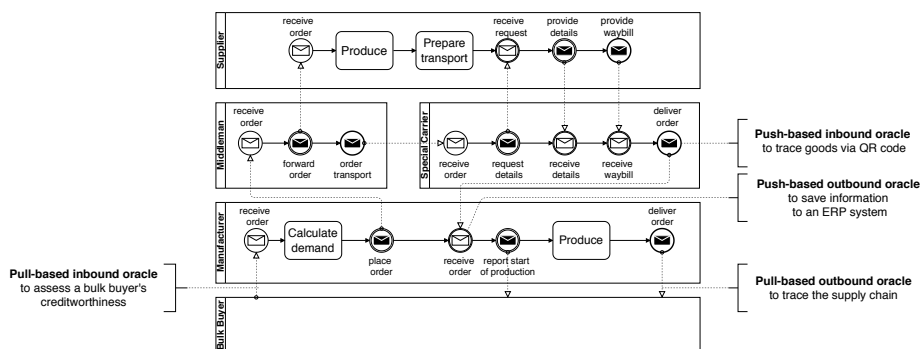 Supplier
receive
order
Produce
Prepare
transport
receive
request
provide
details
provide
waybill
Middleman
receive
order
forward
order
order
transport
Special Carrier
receive
order
request
details
receive
details
receive
waybill
deliver
order
Push-based inbound oracle
to trace goods via QR code
Push-based outbound oracle
to save information
to an ERP system
Manufacturer
receive
order
Calculate
demand
place
order
receive
order
report start
of production
Produce
deliver
order
Pull-based inbound oracle
to assess a bulk buyer's
creditworthiness
Pull-based outbound oracle
to trace the supply chain
Bulk Buyer